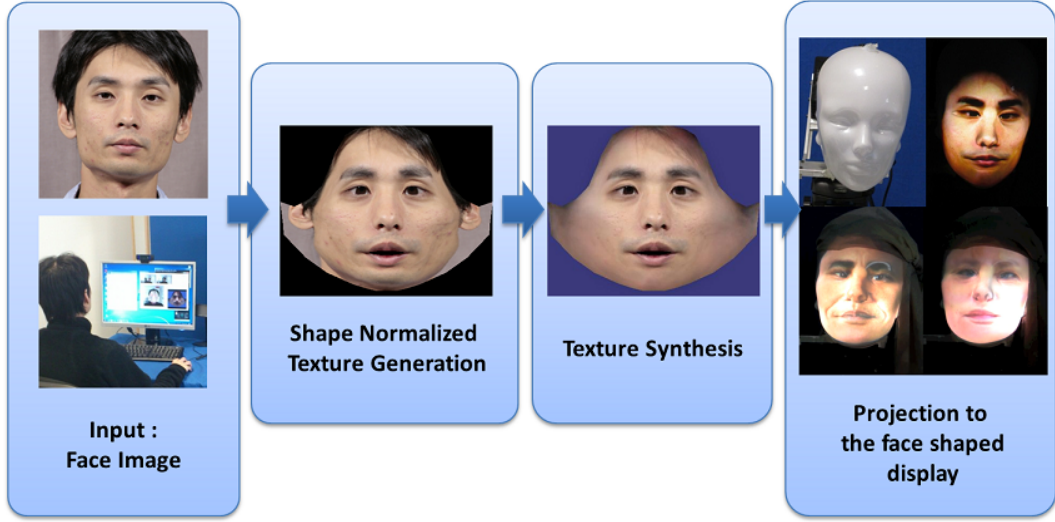 Input :
Face Image
Shape Normalized
Texture Generation
Texture Synthesis
Projection to
the face shaped
display